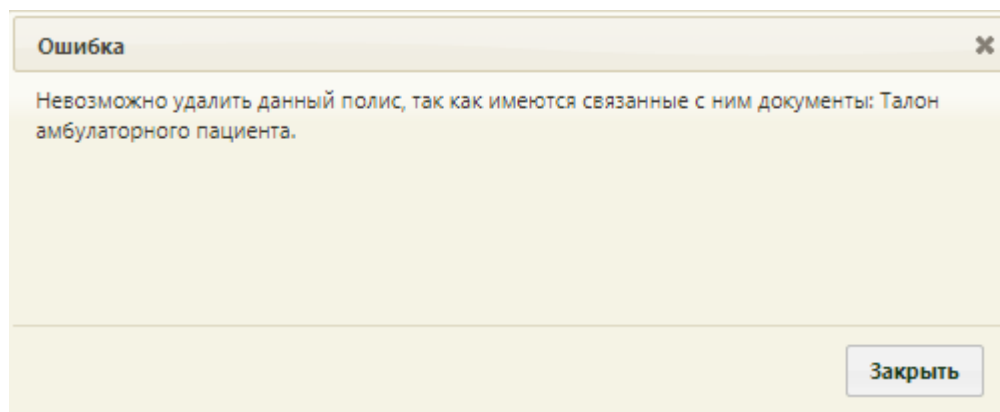 Ошибка
Невозможно удалить данный полис, так как имеются связанные с ним документы: Талон
амбулаторного пациента.
Закрыть